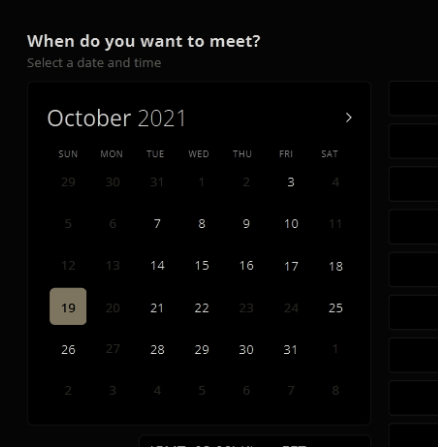 When do you want to meet?
Select a date and time
October 2021
SUN MON TUE WED THU FRI SAT
29 30 31 1 2 3 4
5 6 7 8 9 10 11
12 13 14 15 16 17 18
19 20 21 22 23 24 25
26 27 28 29 30 31 1
2 3 4 5 6 7 8